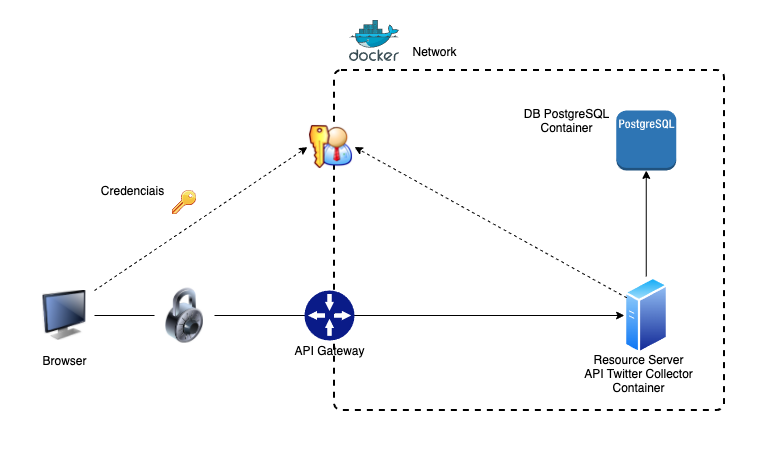 docker
Network
DB PostgreSQL
Container
PostgreSQL
Credenciais
Browser
API Gateway
Resource Server
API Twitter Collector
Container